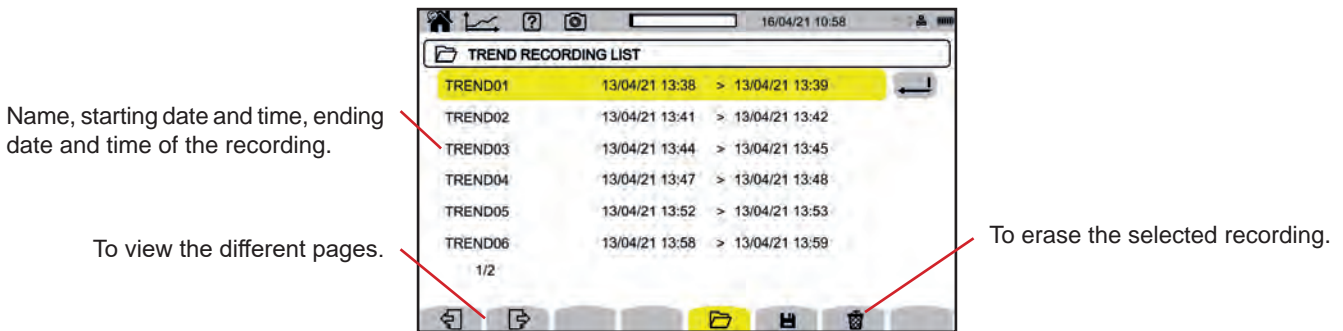 ?
16/04/21 10:58
TREND RECORDING LIST
TREND01 13/04/21 13:38 > 13/04/21 13:39
TREND02 13/04/21 13:41 > 13/04/21 13:42
TREND03 13/04/21 13:44 > 13/04/21 13:45
TREND04 13/04/21 13:47 > 13/04/21 13:48
TREND05 13/04/21 13:52 > 13/04/21 13:53
TREND06 13/04/21 13:58 > 13/04/21 13:59
1/2
Name, starting date and time, ending
date and time of the recording.
To view the different pages.
To erase the selected recording.